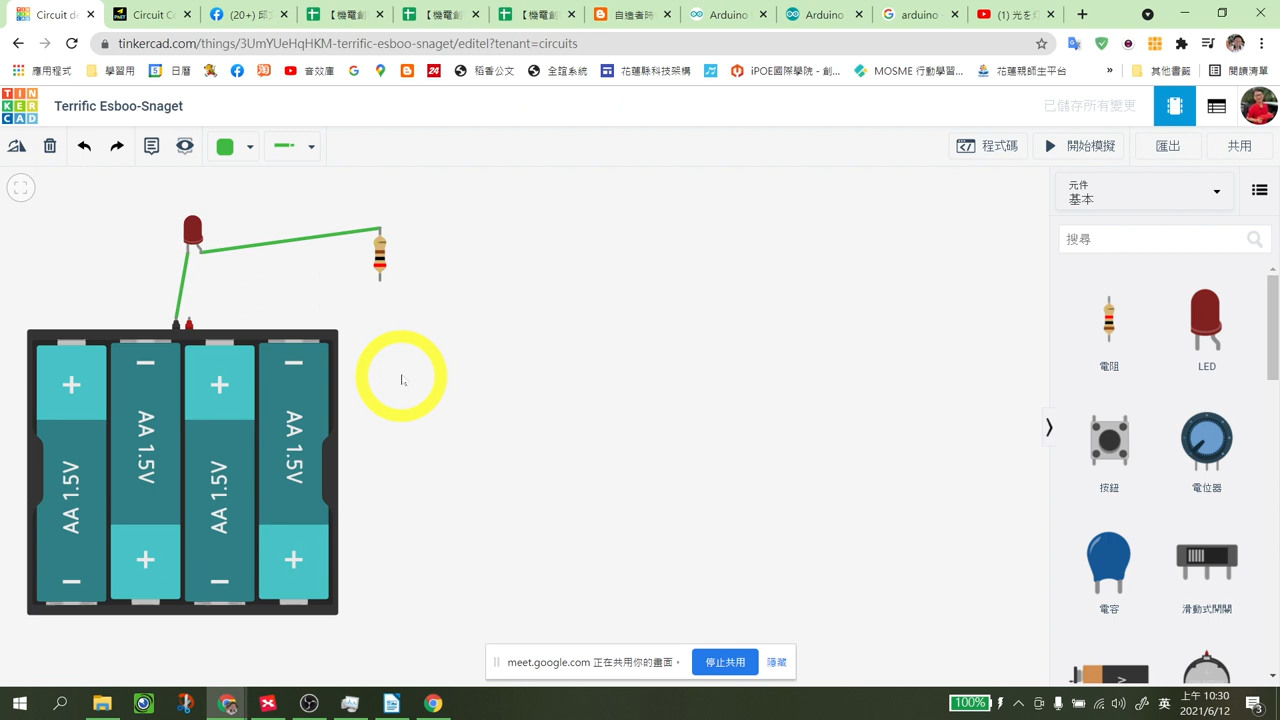 Circuit de
Circuit Co
(20+) 邱
【機電創
【機電創
【機電創
自造者時
Arduino
Arduino
arduino
(1) 光を
tinkercad.com/things/3UmYUeHqHKM-terrific-esboo-snaget/editel?tenant=circuits
應用程式
學習用
日曆
音效庫
稻香公文
全誼系統
花蓮縣科技架構
iPOE國際學院 - 創...
MOSME 行動學習...
花蓮親師生平台
»
其他書籤
閱讀清單
TIN
KER
CAD
Terrific Esboo-Snaget
已儲存所有變更
程式碼
開始模擬
匯出
共用
元件
基本
搜尋
電阻
LED
按鈕
電位器
電容
滑動式開關
+
−
+
−
AA 1.5V
AA 1.5V
AA 1.5V
AA 1.5V
−
+
−
+
meet.google.com 正在共用你的畫面。
停止共用
隱藏
100%
英
上午 10:30
2021/6/12
3